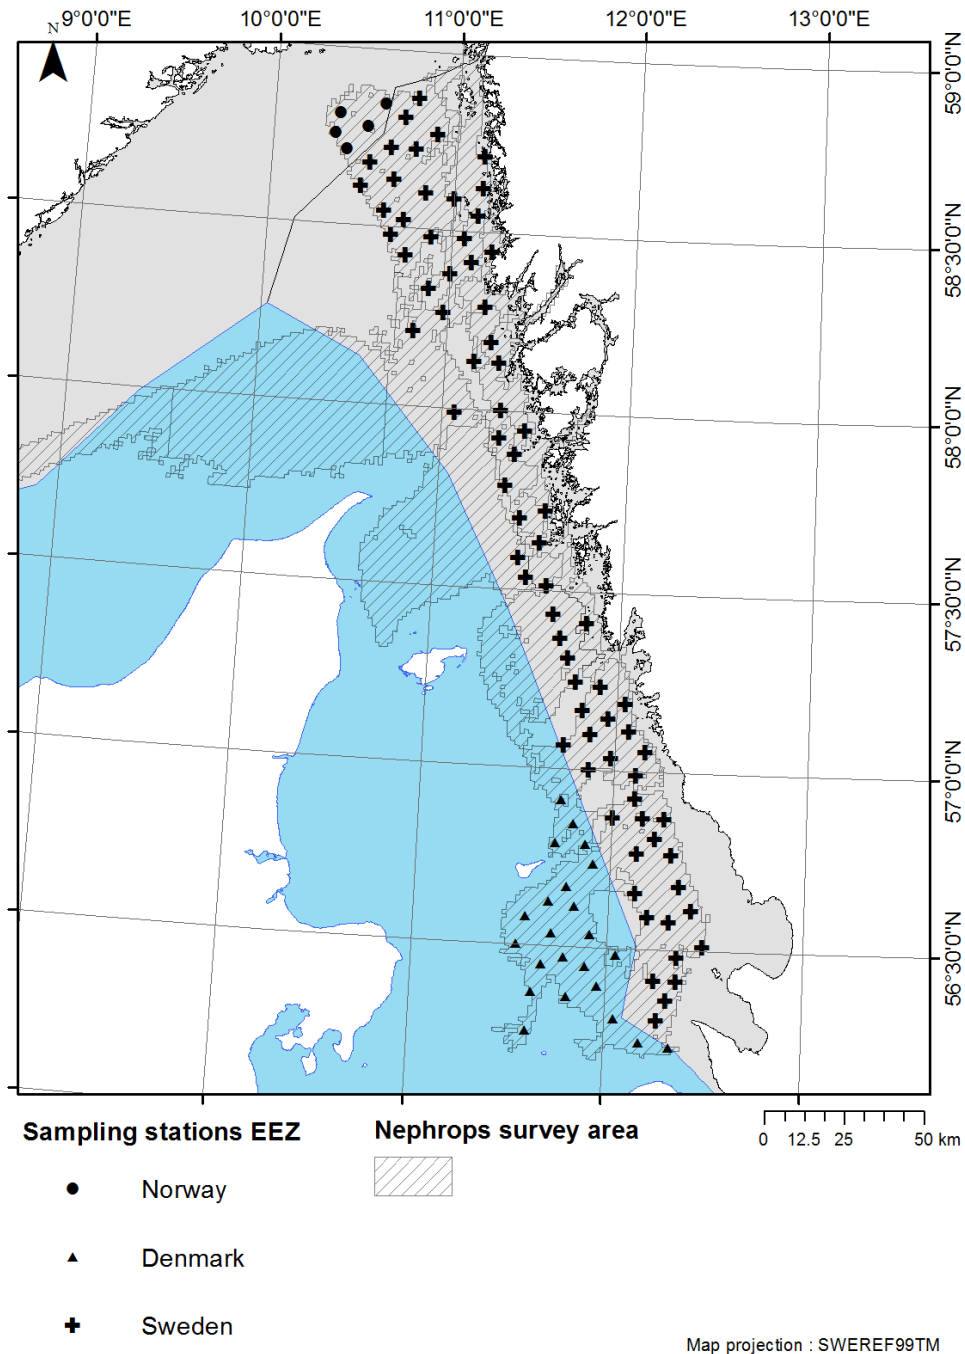 9°0'0"E 10°0'0"E 11°0'0"E 12°0'0"E 13°0'0"E
N
59°0'0"N
58°30'0"N
58°0'0"N
57°30'0"N
57°0'0"N
56°30'0"N
Sampling stations EEZ
Norway
Denmark
Sweden
Nephrops survey area
0 12.5 25 50 km
Map projection : SWEREF99TM